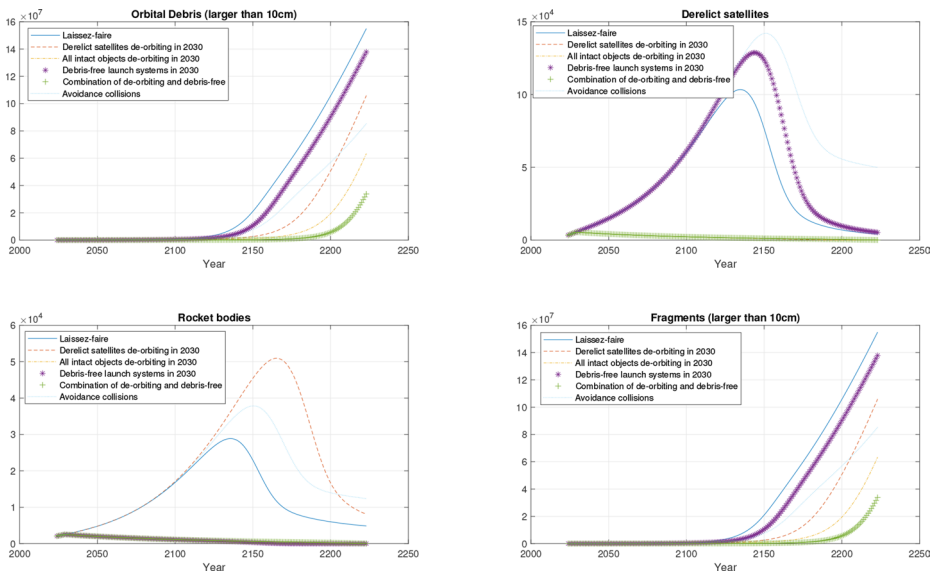 Orbital Debris (larger than 10cm)
×10⁷
16
14
12
10
8
6
4
2
0
Laissez-faire
Derelict satellites de-orbiting in 2030
All intact objects de-orbiting in 2030
Debris-free launch systems in 2030
Combination of de-orbiting and debris-free
Avoidance collisions
2000 2050 2100 2150 2200 2250
Year
Derelict satellites
×10⁴
15
10
5
0
Laissez-faire
Derelict satellites de-orbiting in 2030
All intact objects de-orbiting in 2030
Debris-free launch systems in 2030
Combination of de-orbiting and debris-free
Avoidance collisions
2000 2050 2100 2150 2200 2250
Year
Rocket bodies
×10⁴
6
5
4
3
2
1
0
Laissez-faire
Derelict satellites de-orbiting in 2030
All intact objects de-orbiting in 2030
Debris-free launch systems in 2030
Combination of de-orbiting and debris-free
Avoidance collisions
2000 2050 2100 2150 2200 2250
Year
Fragments (larger than 10cm)
×10⁷
16
14
12
10
8
6
4
2
0
Laissez-faire
Derelict satellites de-orbiting in 2030
All intact objects de-orbiting in 2030
Debris-free launch systems in 2030
Combination of de-orbiting and debris-free
Avoidance collisions
2000 2050 2100 2150 2200 2250
Year